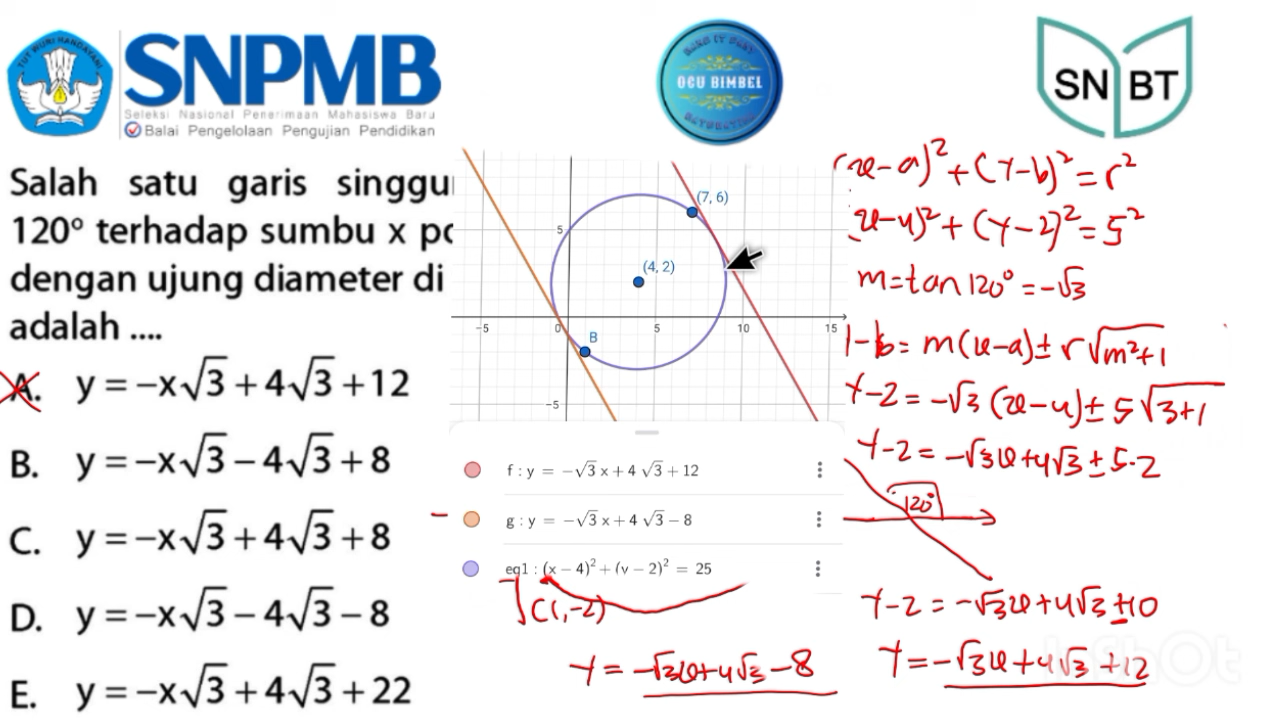 TUT WURI HANDAYANI
SNPMB
Seleksi Nasional Penerimaan Mahasiswa Baru
Balai Pengelolaan Pengujian Pendidikan
OCU BIMBEL
SN BT
Salah satu garis singgu
120° terhadap sumbu x po
dengan ujung diameter di
adalah ....
A. y = -x√3 + 4√3 + 12
B. y = -x√3 - 4√3 + 8
C. y = -x√3 + 4√3 + 8
D. y = -x√3 - 4√3 - 8
E. y = -x√3 + 4√3 + 22
(7, 6)
5
(4, 2)
-5 0 5 10 15
B
-5
f : y = -√3 x + 4 √3 + 12
g : y = -√3 x + 4 √3 - 8
eq1 : (x - 4)² + (y - 2)² = 25
(1,-2)
y = -√3x + 4√3 - 8
(x-a)² + (y-b)² = r²
(x-4)² + (y-2)² = 5²
m = tan 120° = -√3
y-b = m(x-a) ± r√m²+1
y-2 = -√3 (x-4) ± 5√3+1
y-2 = -√3x + 4√3 ± 5·2
120°
y-2 = -√3x + 4√3 ± 10
y = -√3x + 4√3 + 12